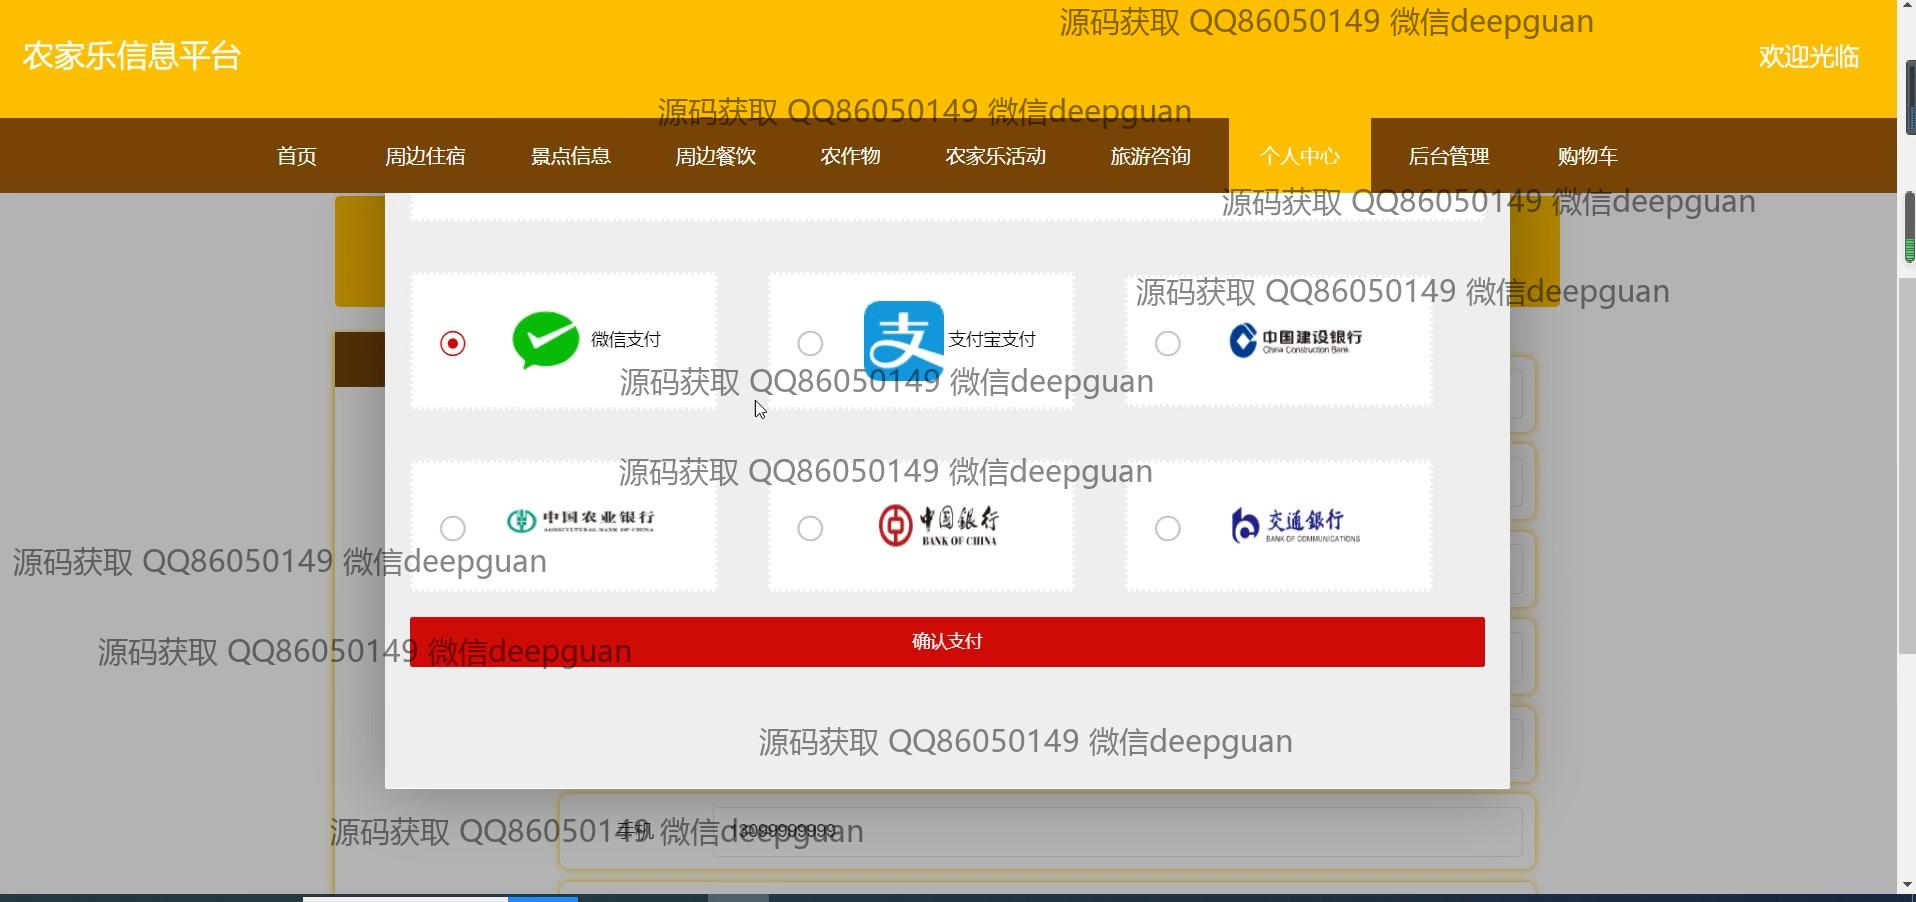 源码获取 QQ86050149 微信deepguan
农家乐信息平台
欢迎光临
源码获取 QQ86050149 微信deepguan
首页
周边住宿
景点信息
周边餐饮
农作物
农家乐活动
旅游咨询
个人中心
后台管理
购物车
源码获取 QQ86050149 微信deepguan
源码获取 QQ86050149 微信deepguan
微信支付
支
支付宝支付
中国建设银行
China Construction Bank
源码获取 QQ86050149 微信deepguan
源码获取 QQ86050149 微信deepguan
中国农业银行
AGRICULTURAL BANK OF CHINA
中国银行
BANK OF CHINA
交通银行
BANK OF COMMUNICATIONS
源码获取 QQ86050149 微信deepguan
确认支付
源码获取 QQ86050149 微信deepguan
源码获取 QQ86050149 微信deepguan
手机
13099999999
源码获取 QQ86050149 微信deepguan